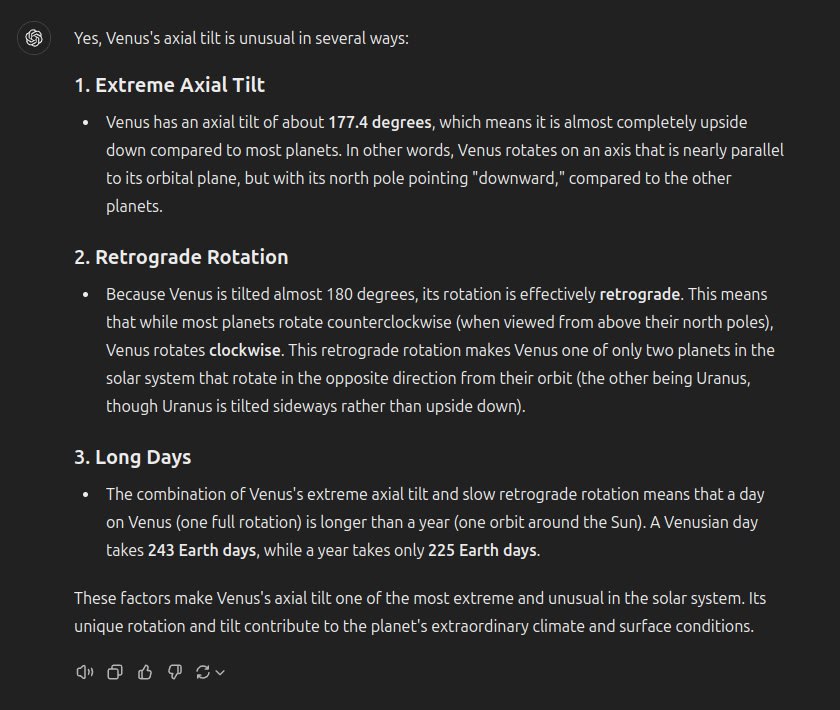 Yes, Venus's axial tilt is unusual in several ways:
1. Extreme Axial Tilt
• Venus has an axial tilt of about 177.4 degrees, which means it is almost completely upside
down compared to most planets. In other words, Venus rotates on an axis that is nearly parallel
to its orbital plane, but with its north pole pointing "downward," compared to the other
planets.
2. Retrograde Rotation
• Because Venus is tilted almost 180 degrees, its rotation is effectively retrograde. This means
that while most planets rotate counterclockwise (when viewed from above their north poles),
Venus rotates clockwise. This retrograde rotation makes Venus one of only two planets in the
solar system that rotate in the opposite direction from their orbit (the other being Uranus,
though Uranus is tilted sideways rather than upside down).
3. Long Days
• The combination of Venus's extreme axial tilt and slow retrograde rotation means that a day
on Venus (one full rotation) is longer than a year (one orbit around the Sun). A Venusian day
takes 243 Earth days, while a year takes only 225 Earth days.
These factors make Venus's axial tilt one of the most extreme and unusual in the solar system. Its
unique rotation and tilt contribute to the planet's extraordinary climate and surface conditions.